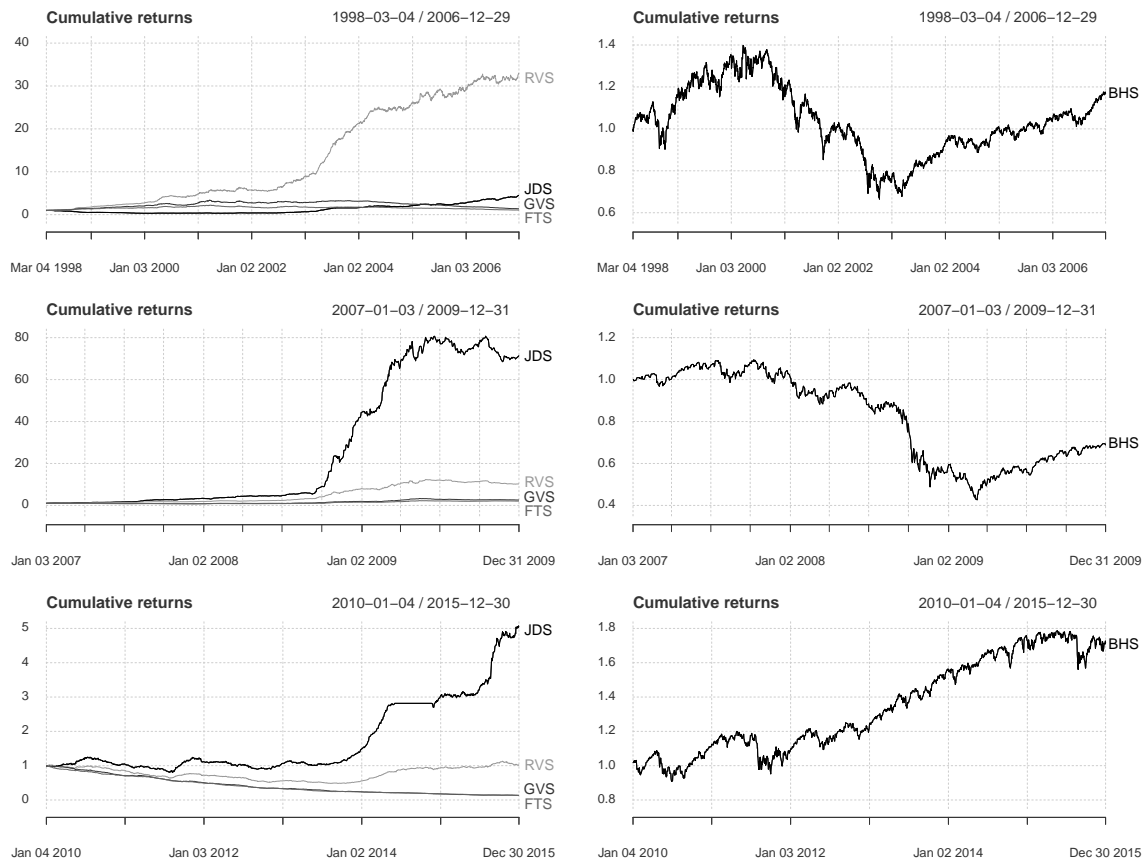 Cumulative returns 1998−03−04 / 2006−12−29
40
30
20
10
0
RVS
JDS
GVS
FTS
Mar 04 1998 Jan 03 2000 Jan 02 2002 Jan 02 2004 Jan 03 2006
Cumulative returns 1998−03−04 / 2006−12−29
1.4
1.2
1.0
0.8
0.6
BHS
Mar 04 1998 Jan 03 2000 Jan 02 2002 Jan 02 2004 Jan 03 2006
Cumulative returns 2007−01−03 / 2009−12−31
80
60
40
20
0
JDS
RVS
GVS
FTS
Jan 03 2007 Jan 02 2008 Jan 02 2009 Dec 31 2009
Cumulative returns 2007−01−03 / 2009−12−31
1.2
1.0
0.8
0.6
0.4
BHS
Jan 03 2007 Jan 02 2008 Jan 02 2009 Dec 31 2009
Cumulative returns 2010−01−04 / 2015−12−30
5
4
3
2
1
0
JDS
RVS
GVS
FTS
Jan 04 2010 Jan 03 2012 Jan 02 2014 Dec 30 2015
Cumulative returns 2010−01−04 / 2015−12−30
1.8
1.6
1.4
1.2
1.0
0.8
BHS
Jan 04 2010 Jan 03 2012 Jan 02 2014 Dec 30 2015